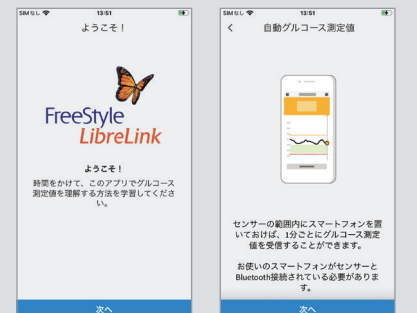 SIMなし 13:51
ようこそ！
FreeStyle
LibreLink
ようこそ！
時間をかけて、このアプリでグルコース
測定値を理解する方法を学習してくださ
い。
次へ
SIMなし 13:51
自動グルコース測定値
センサーの範囲内にスマートフォンを置
いておけば、1分ごとにグルコース測定
値を受信することができます。
お使いのスマートフォンがセンサーと
Bluetooth接続されている必要がありま
す。
次へ